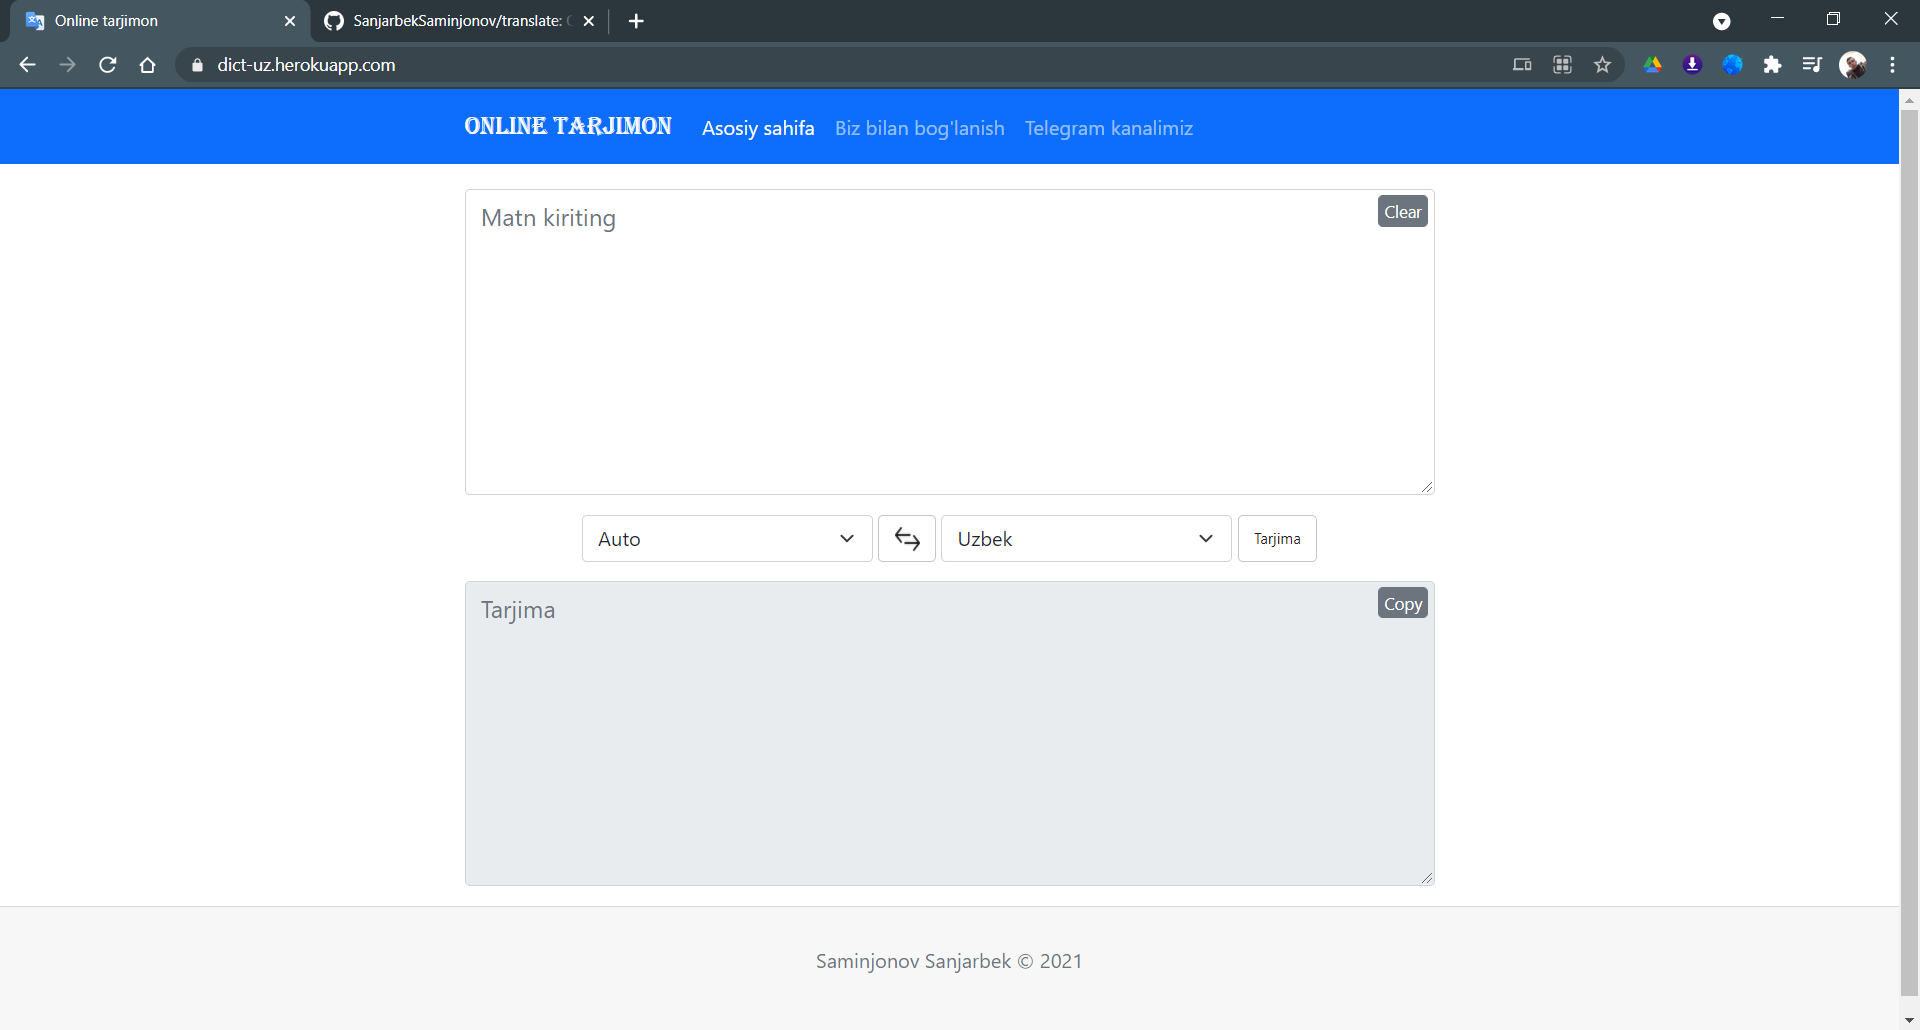 Online tarjimon
SanjarbekSaminjonov/translate:
dict-uz.herokuapp.com
ONLINE TARJIMON Asosiy sahifa Biz bilan bog'lanish Telegram kanalimiz
Matn kiriting
Clear
Auto Uzbek Tarjima
Tarjima
Copy
Saminjonov Sanjarbek © 2021